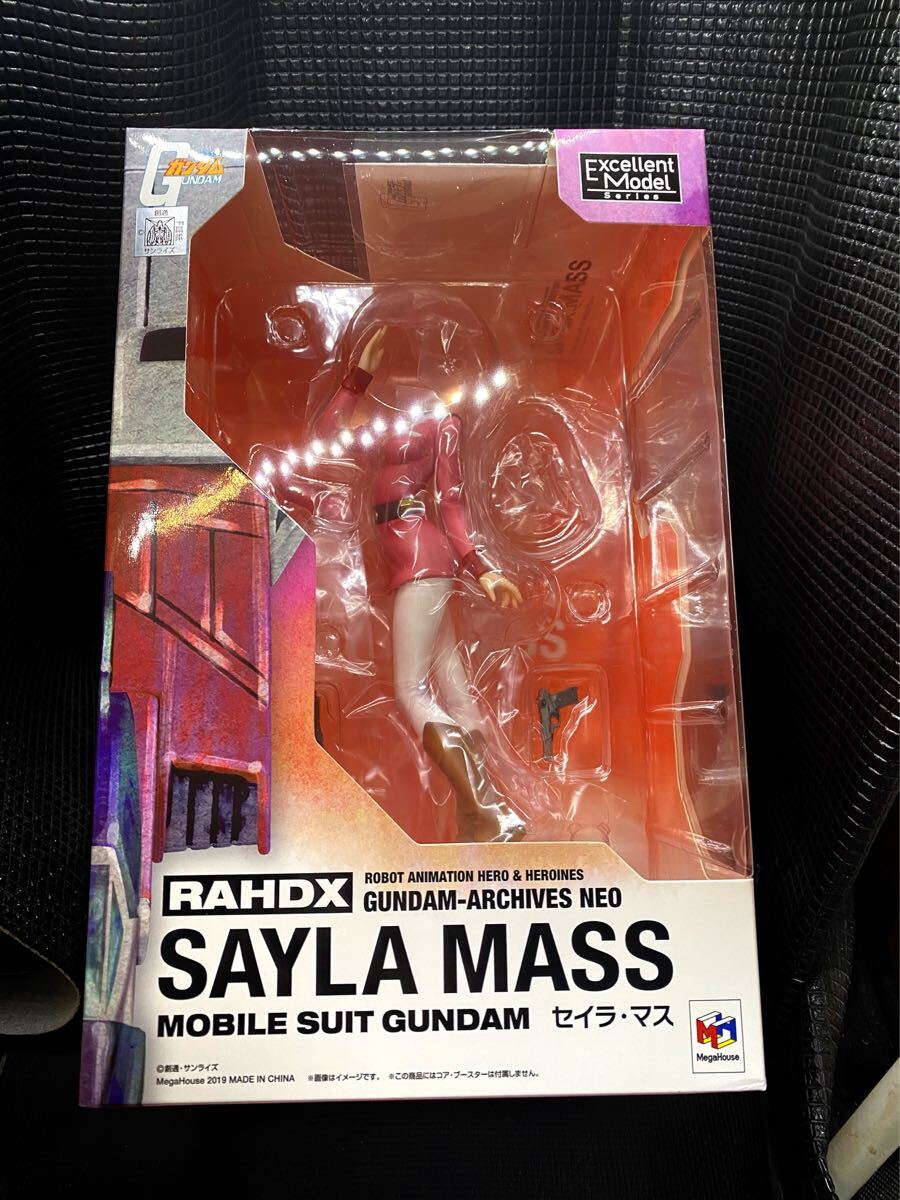 ガンダム
GUNDAM
創通
サンライズ
Excellent
Model
Series
MASS
RAHDX
ROBOT ANIMATION HERO & HEROINES
GUNDAM-ARCHIVES NEO
SAYLA MASS
MOBILE SUIT GUNDAM セイラ・マス
MegaHouse
©創通・サンライズ
MegaHouse 2019 MADE IN CHINA ※画像はイメージです。 ※この商品にはコア・ブースターは付属しません。